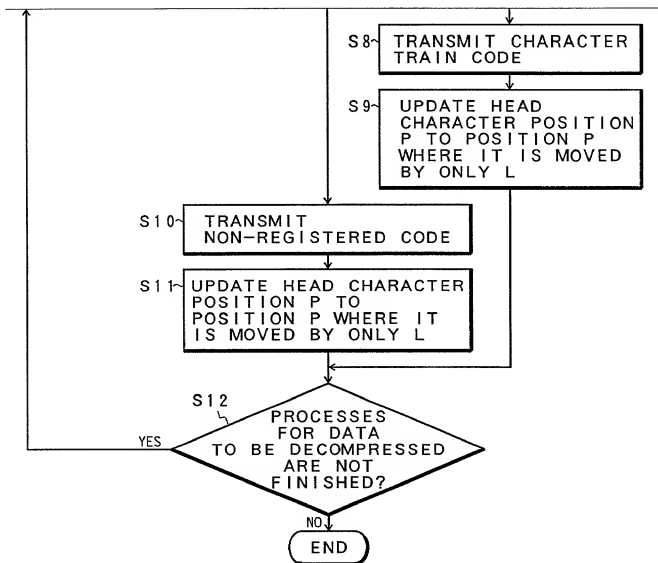 S8 TRANSMIT CHARACTER
TRAIN CODE
S9 UPDATE HEAD
CHARACTER POSITION
P TO POSITION P
WHERE IT IS MOVED
BY ONLY L
S10 TRANSMIT
NON-REGISTERED CODE
S11 UPDATE HEAD CHARACTER
POSITION P TO
POSITION P WHERE IT
IS MOVED BY ONLY L
S12
PROCESSES
FOR DATA
YES TO BE DECOMPRESSED
ARE NOT
FINISHED?
NO
END